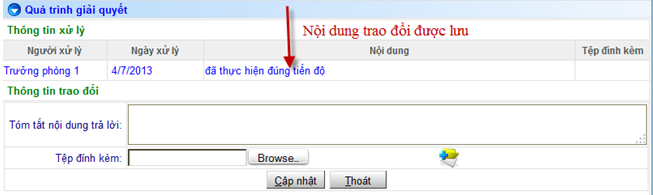 Quá trình giải quyết
Thông tin xử lý
Nội dung trao đổi được lưu
Người xử lý Ngày xử lý Nội dung Tệp đính kèm
Trưởng phòng 1 4/7/2013 đã thực hiện đúng tiến độ
Thông tin trao đổi
Tóm tắt nội dung trả lời:
Tệp đính kèm: Browse..
Cập nhật Thoát